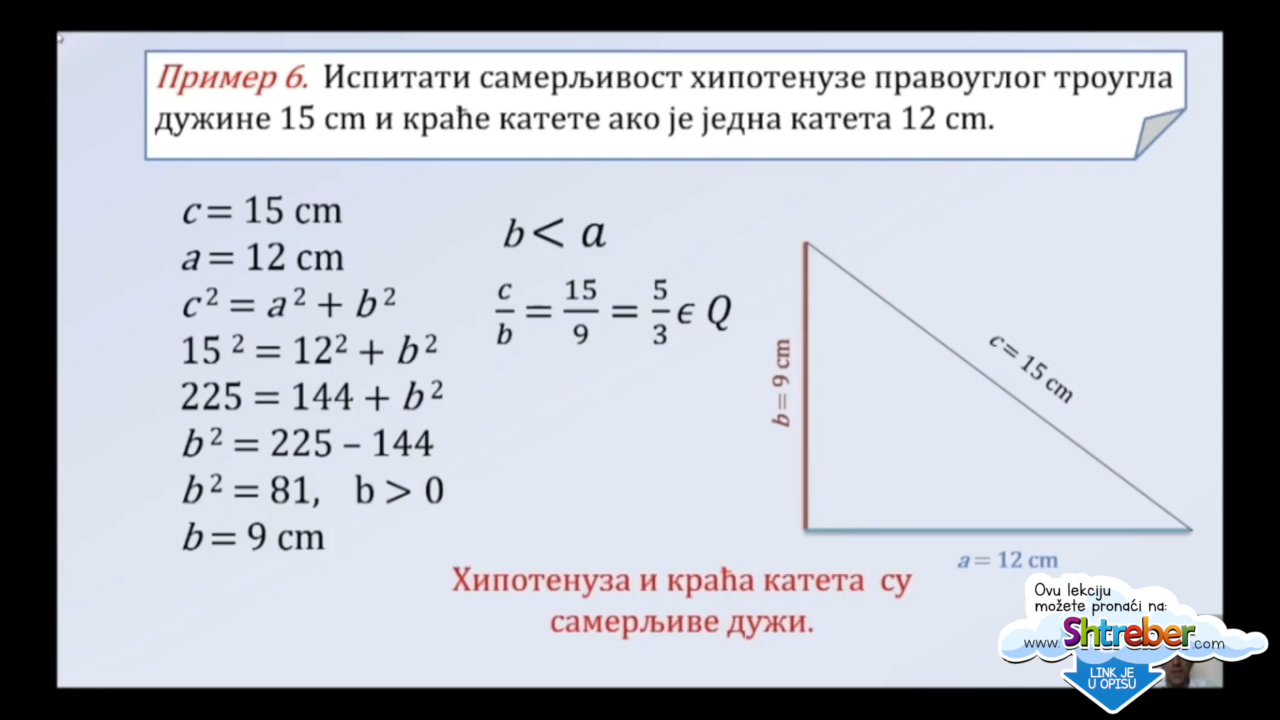 Пример 6. Испитати самерљивост хипотенузе правоуглог троугла
дужине 15 cm и краће катете ако је једна катета 12 cm.
c = 15 cm
a = 12 cm
c² = a² + b²
15 ² = 12² + b²
225 = 144 + b²
b² = 225 – 144
b² = 81, b > 0
b = 9 cm
b < a
c/b = 15/9 = 5/3 ϵ Q
b = 9 cm
c = 15 cm
a = 12 cm
Хипотенуза и краћа катета су
самерљиве дужи.
Ovu lekciju
možete pronaći na:
www.Shtreber.com
LINK JE
U OPISU